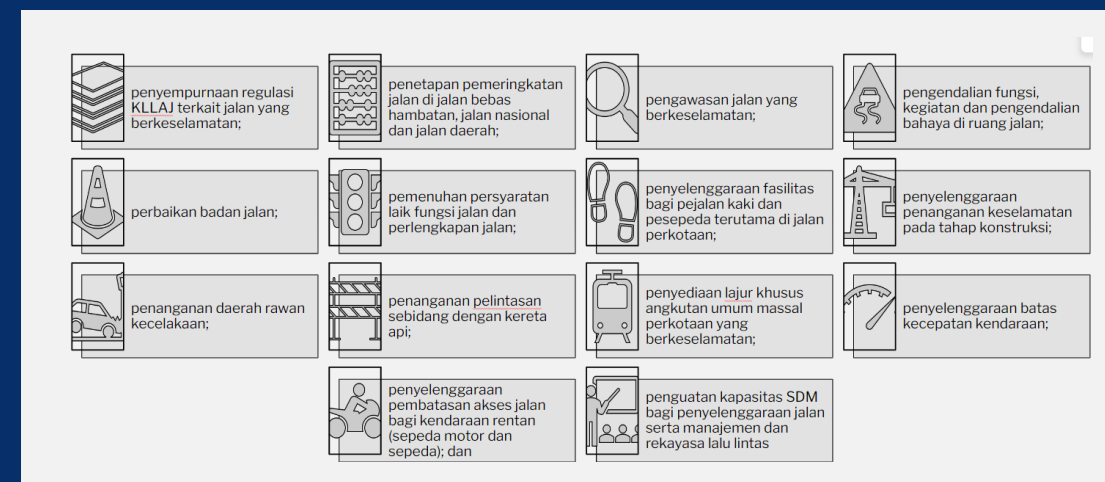 penyempurnaan regulasi
KLLAJ terkait jalan yang
berkeselamatan;
penetapan pemeringkatan
jalan di jalan bebas
hambatan, jalan nasional
dan jalan daerah;
pengawasan jalan yang
berkeselamatan;
pengendalian fungsi,
kegiatan dan pengendalian
bahaya di ruang jalan;
perbaikan badan jalan;
pemenuhan persyaratan
laik fungsi jalan dan
perlengkapan jalan;
penyelenggaraan fasilitas
bagi pejalan kaki dan
pesepeda terutama di jalan
perkotaan;
penyelenggaraan
penanganan keselamatan
pada tahap konstruksi;
penanganan daerah rawan
kecelakaan;
penanganan pelintasan
sebidang dengan kereta
api;
penyediaan lajur khusus
angkutan umum massal
perkotaan yang
berkeselamatan;
penyelenggaraan batas
kecepatan kendaraan;
penyelenggaraan
pembatasan akses jalan
bagi kendaraan rentan
(sepeda motor dan
sepeda); dan
penguatan kapasitas SDM
bagi penyelenggaraan jalan
serta manajemen dan
rekayasa lalu lintas